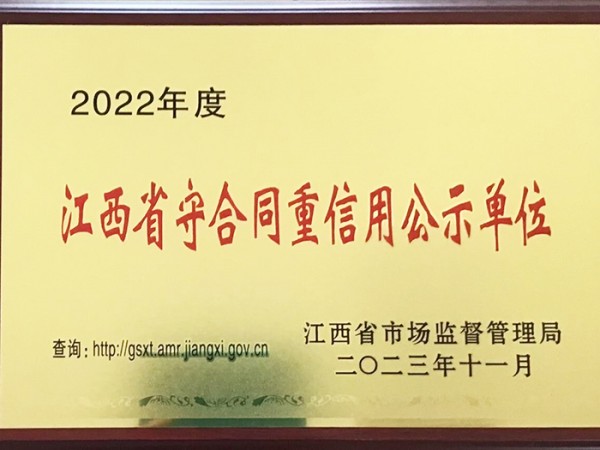 2022年度
江西省守合同重信用公示单位
查询：http://gsxt.amr.jiangxi.gov.cn
江西省市场监督管理局
二〇二三年十一月